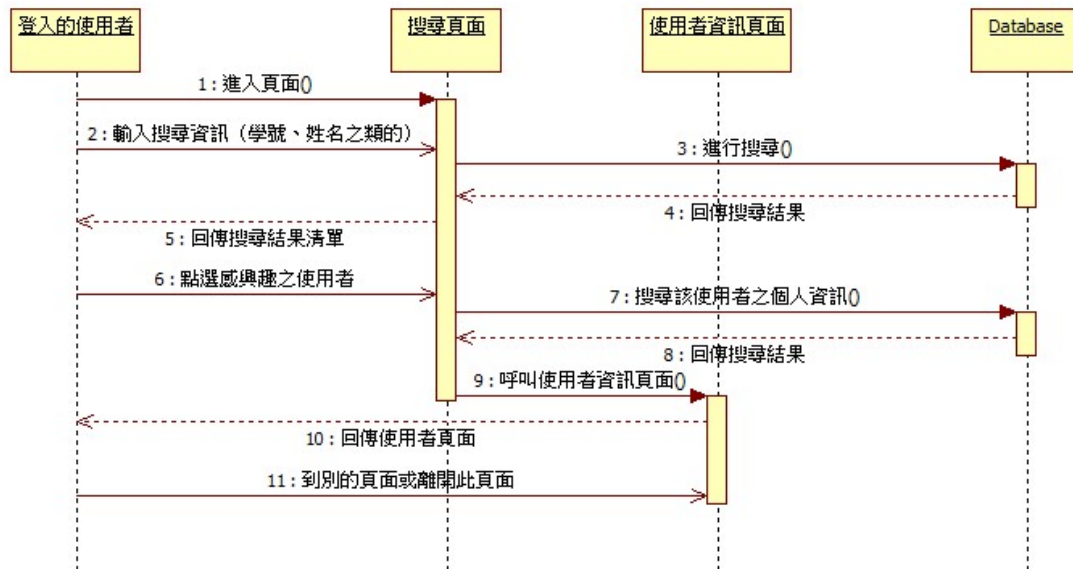 登入的使用者
搜尋頁面
使用者資訊頁面
Database
1 : 進入頁面()
2 : 輸入搜尋資訊（學號、姓名之類的）
3 : 進行搜尋()
4 : 回傳搜尋結果
5 : 回傳搜尋結果清單
6 : 點選感興趣之使用者
7 : 搜尋該使用者之個人資訊()
8 : 回傳搜尋結果
9 : 呼叫使用者資訊頁面()
10 : 回傳使用者頁面
11 : 到別的頁面或離開此頁面